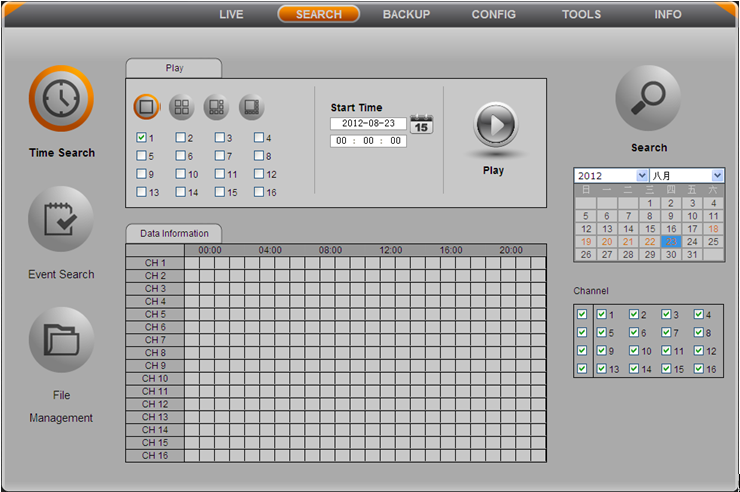 LIVE SEARCH BACKUP CONFIG TOOLS INFO
Time Search
Event Search
File
Management
Play
1 2 3 4
5 6 7 8
9 10 11 12
13 14 15 16
Start Time
2012-08-23
15
00 : 00 : 00
Play
Data Information
00:00 04:00 08:00 12:00 16:00 20:00
CH 1
CH 2
CH 3
CH 4
CH 5
CH 6
CH 7
CH 8
CH 9
CH 10
CH 11
CH 12
CH 13
CH 14
CH 15
CH 16
Search
2012 八月
日 一 二 三 四 五 六
1 2 3 4
5 6 7 8 9 10 11
12 13 14 15 16 17 18
19 20 21 22 23 24 25
26 27 28 29 30 31
Channel
1 2 3 4
5 6 7 8
9 10 11 12
13 14 15 16